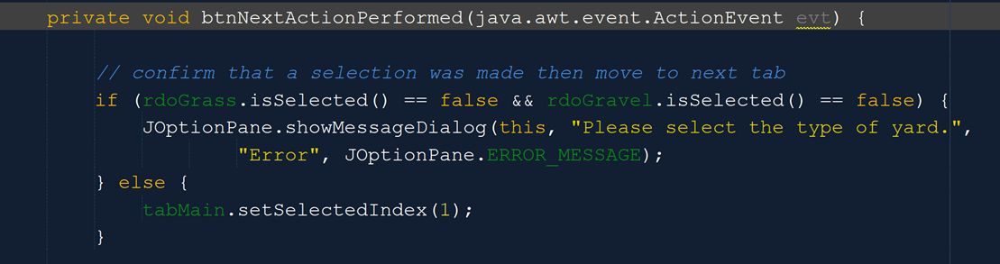 private void btnNextActionPerformed(java.awt.event.ActionEvent evt) {
// confirm that a selection was made then move to next tab
if (rdoGrass.isSelected() == false && rdoGravel.isSelected() == false) {
JOptionPane.showMessageDialog(this, "Please select the type of yard.",
"Error", JOptionPane.ERROR_MESSAGE);
} else {
tabMain.setSelectedIndex(1);
}